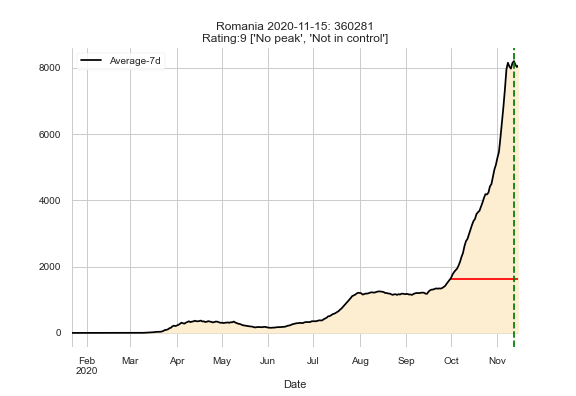 Romania 2020-11-15: 360281
Rating:9 ['No peak', 'Not in control']
Average-7d
8000
6000
4000
2000
0
Feb Mar Apr May Jun Jul Aug Sep Oct Nov
2020
Date